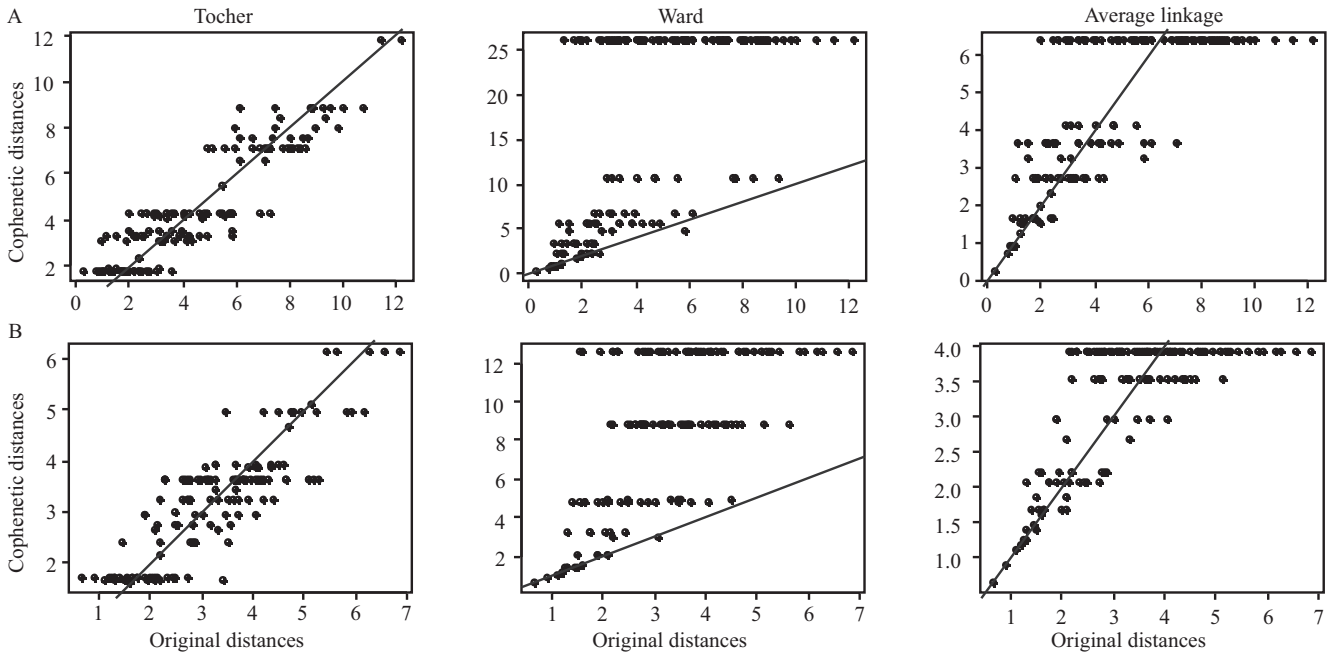 A
Tocher
Ward
Average linkage
Cophenetic distances
12
10
8
6
4
2
0 2 4 6 8 10 12
25
20
15
10
5
0
0 2 4 6 8 10 12
6
5
4
3
2
1
0
0 2 4 6 8 10 12
B
Cophenetic distances
6
5
4
3
2
1 2 3 4 5 6 7
Original distances
12
10
8
6
4
2
1 2 3 4 5 6 7
Original distances
4.0
3.5
3.0
2.5
2.0
1.5
1.0
1 2 3 4 5 6 7
Original distances